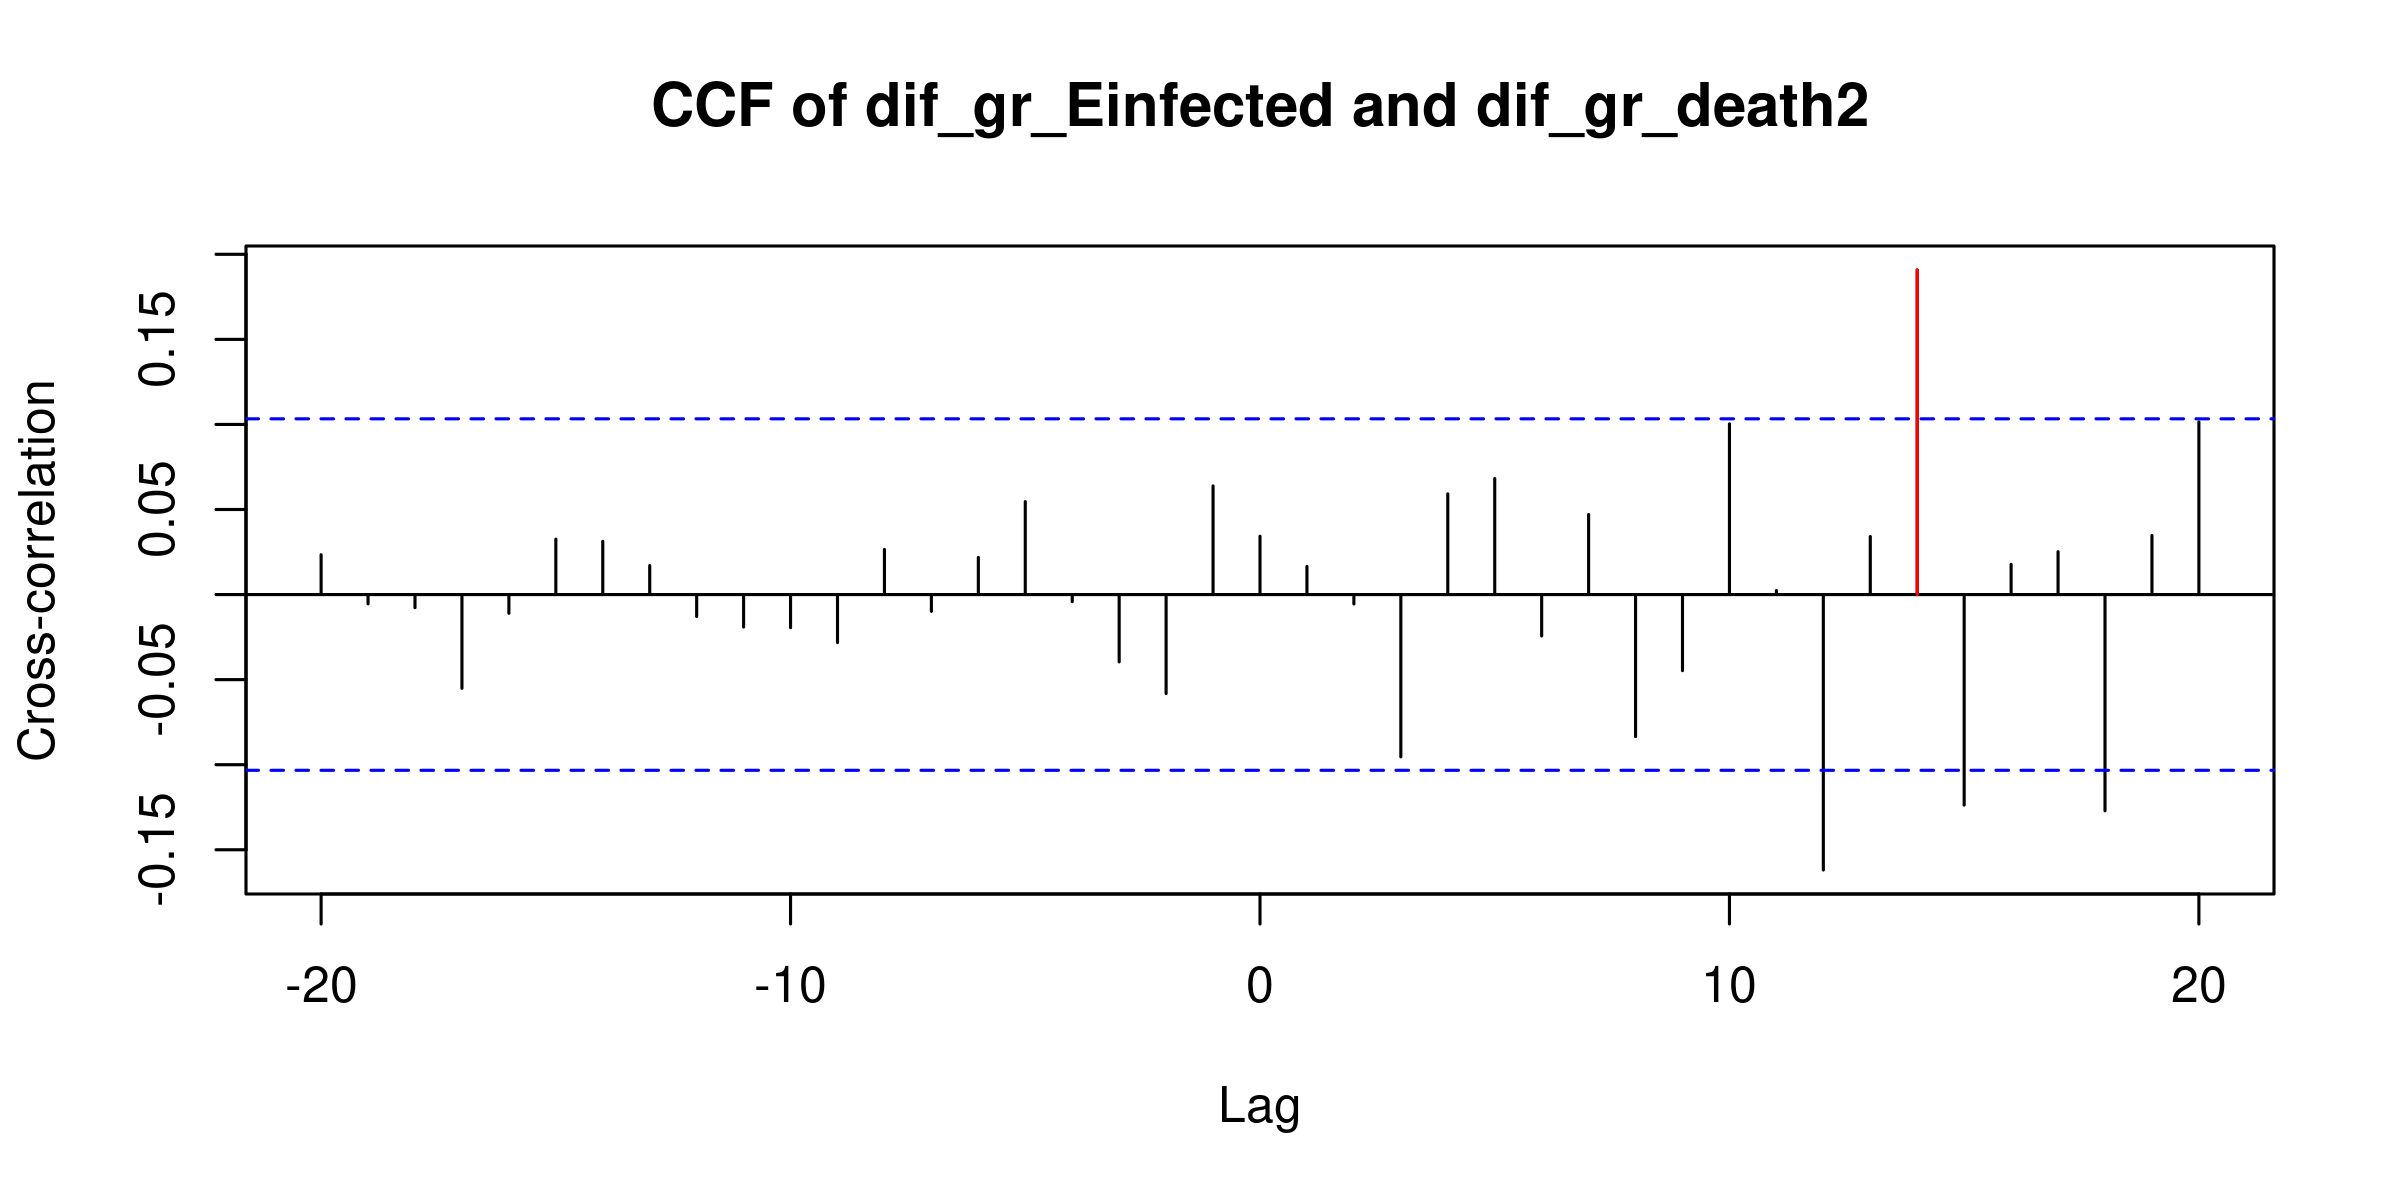 CCF of dif_gr_Einfected and dif_gr_death2
Cross-correlation
0.15
0.05
-0.05
-0.15
-20 -10 0 10 20
Lag